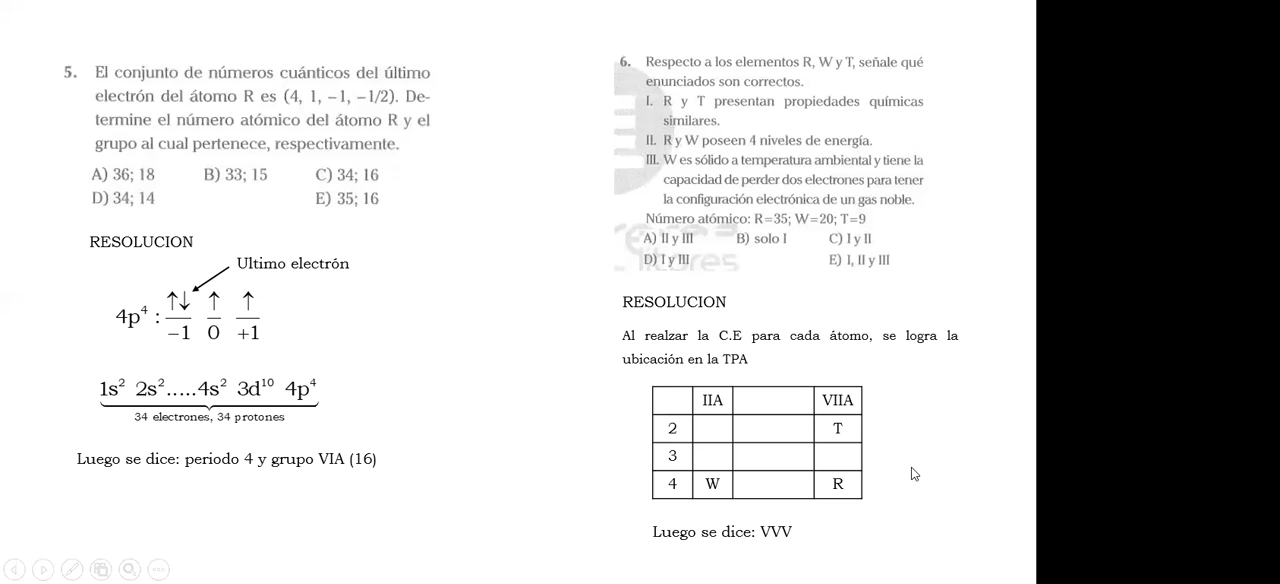 5. El conjunto de números cuánticos del último
electrón del átomo R es (4, 1, −1, −1/2). De-
termine el número atómico del átomo R y el
grupo al cual pertenece, respectivamente.
A) 36; 18 B) 33; 15 C) 34; 16
D) 34; 14 E) 35; 16
RESOLUCION
Ultimo electrón
↑↓ ↑ ↑
4p⁴ :
−1 0 +1
1s² 2s².....4s² 3d¹⁰ 4p⁴
34 electrones, 34 protones
Luego se dice: periodo 4 y grupo VIA (16)
6. Respecto a los elementos R, W y T, señale qué
enunciados son correctos.
I. R y T presentan propiedades químicas
similares.
II. R y W poseen 4 niveles de energía.
III. W es sólido a temperatura ambiental y tiene la
capacidad de perder dos electrones para tener
la configuración electrónica de un gas noble.
Número atómico: R=35; W=20; T=9
A) II y III B) solo I C) I y II
D) I y III E) I, II y III
RESOLUCION
Al realzar la C.E para cada átomo, se logra la
ubicación en la TPA
IIA VIIA
2 T
3
4 W R
Luego se dice: VVV